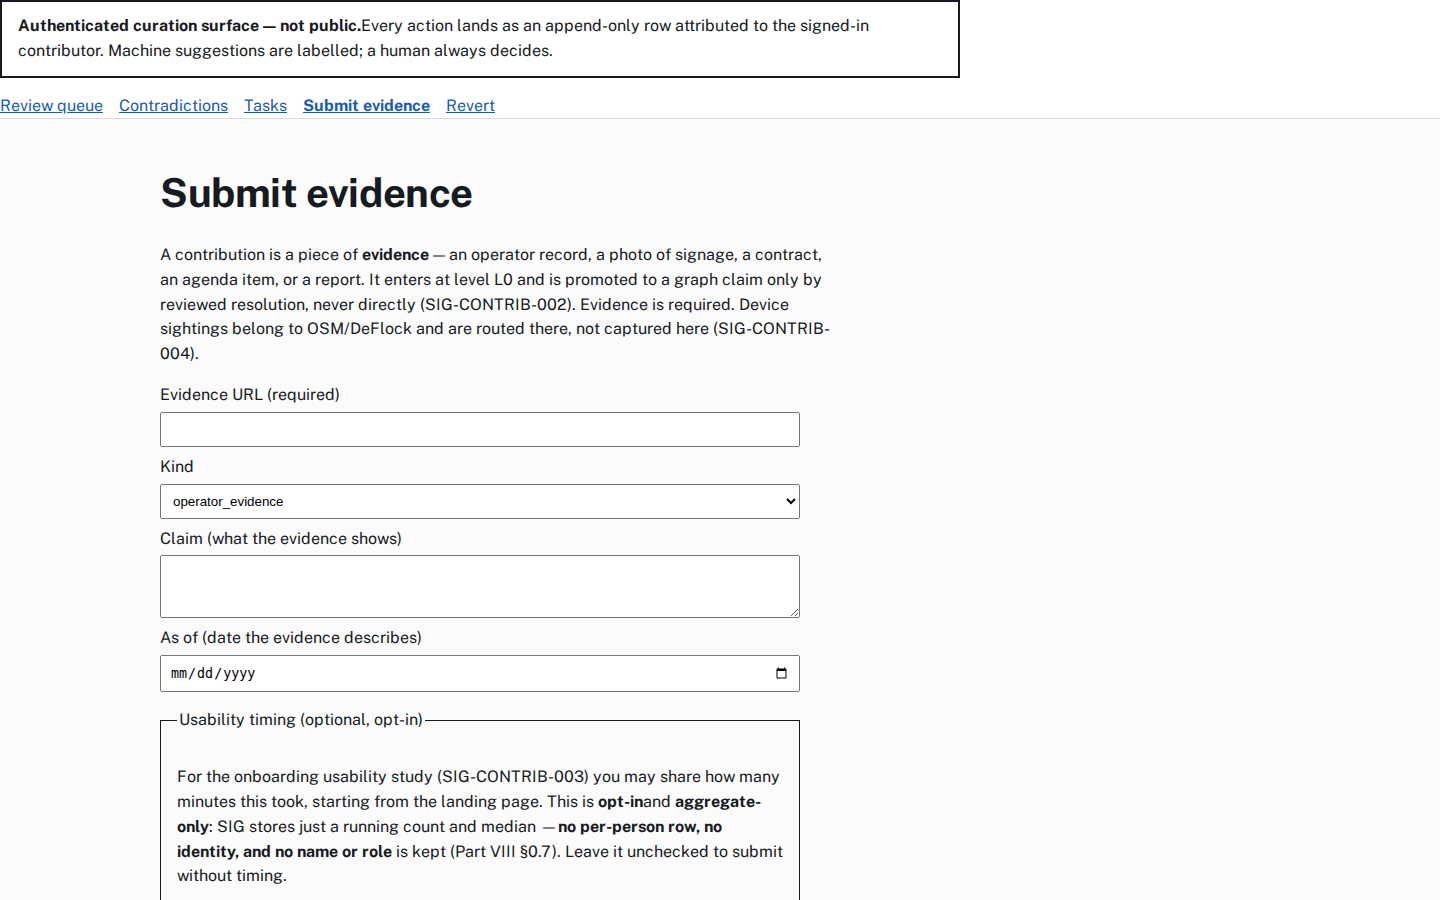 Authenticated curation surface — not public.Every action lands as an append-only row attributed to the signed-in
contributor. Machine suggestions are labelled; a human always decides.
Review queue Contradictions Tasks Submit evidence Revert
Submit evidence
A contribution is a piece of evidence — an operator record, a photo of signage, a contract,
an agenda item, or a report. It enters at level L0 and is promoted to a graph claim only by
reviewed resolution, never directly (SIG-CONTRIB-002). Evidence is required. Device
sightings belong to OSM/DeFlock and are routed there, not captured here (SIG-CONTRIB-
004).
Evidence URL (required)
Kind
operator_evidence
Claim (what the evidence shows)
As of (date the evidence describes)
mm/dd/yyyy
Usability timing (optional, opt-in)
For the onboarding usability study (SIG-CONTRIB-003) you may share how many
minutes this took, starting from the landing page. This is opt-inand aggregate-
only: SIG stores just a running count and median — no per-person row, no
identity, and no name or role is kept (Part VIII §0.7). Leave it unchecked to submit
without timing.